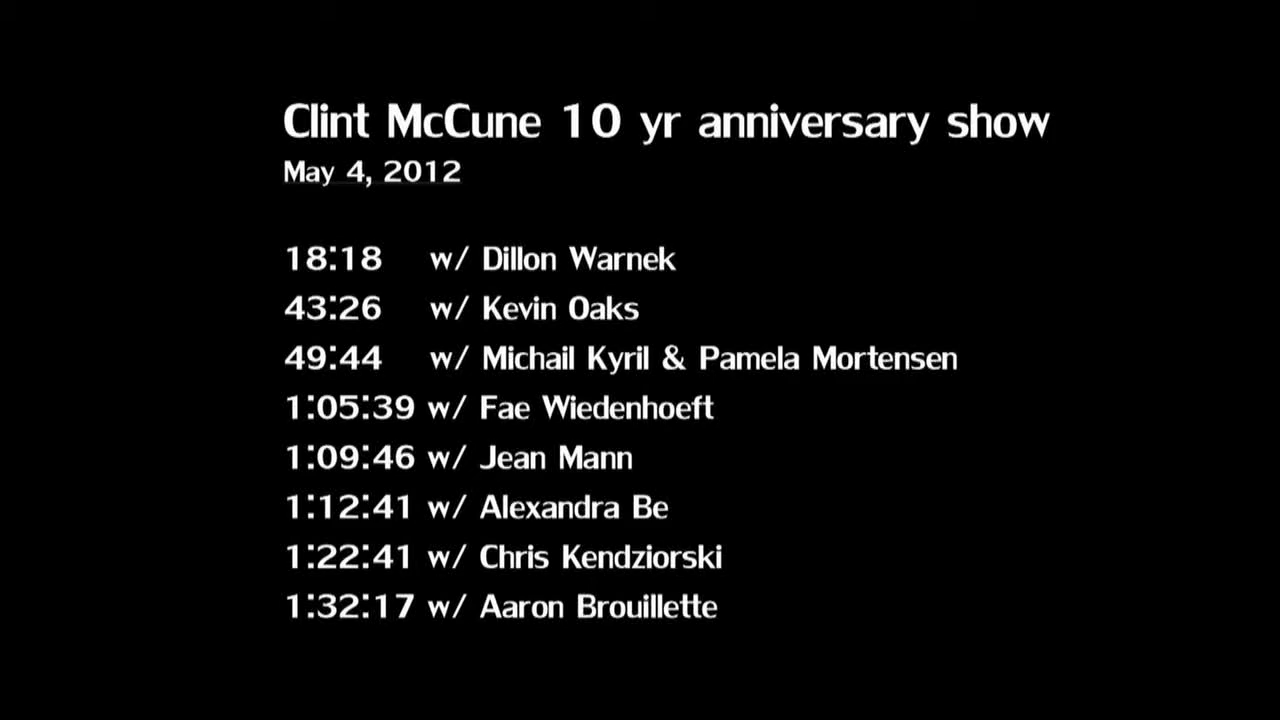 Clint McCune 10 yr anniversary show
May 4, 2012
18:18 w/ Dillon Warnek
43:26 w/ Kevin Oaks
49:44 w/ Michail Kyril & Pamela Mortensen
1:05:39 w/ Fae Wiedenhoeft
1:09:46 w/ Jean Mann
1:12:41 w/ Alexandra Be
1:22:41 w/ Chris Kendziorski
1:32:17 w/ Aaron Brouillette